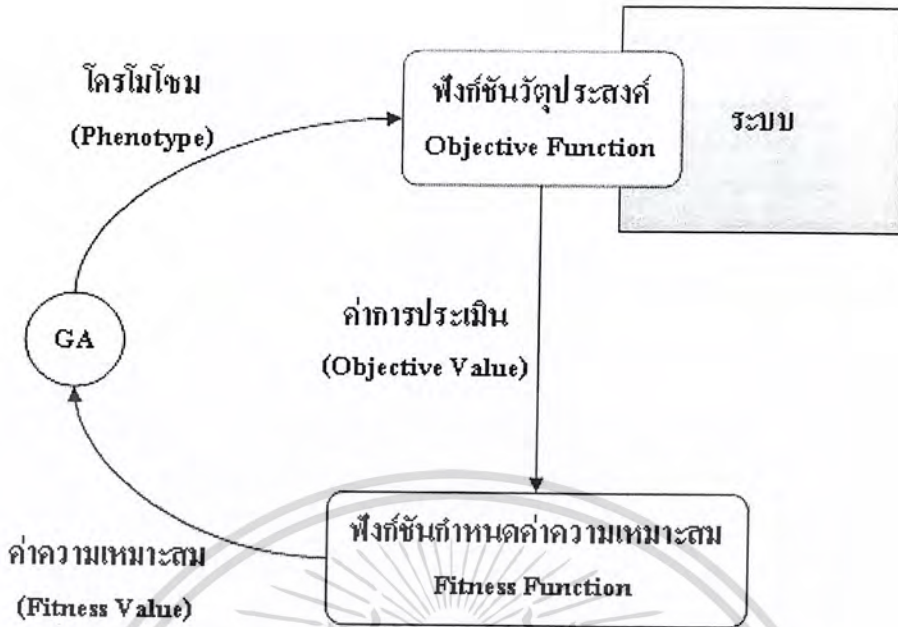 โครโมโซม
(Phenotype)
ฟังก์ชันวัตุประสงค์
Objective Function
ระบบ
GA
ค่าการประเมิน
(Objective Value)
ฟังก์ชันกำหนดค่าความเหมาะสม
Fitness Function
ค่าความเหมาะสม
(Fitness Value)